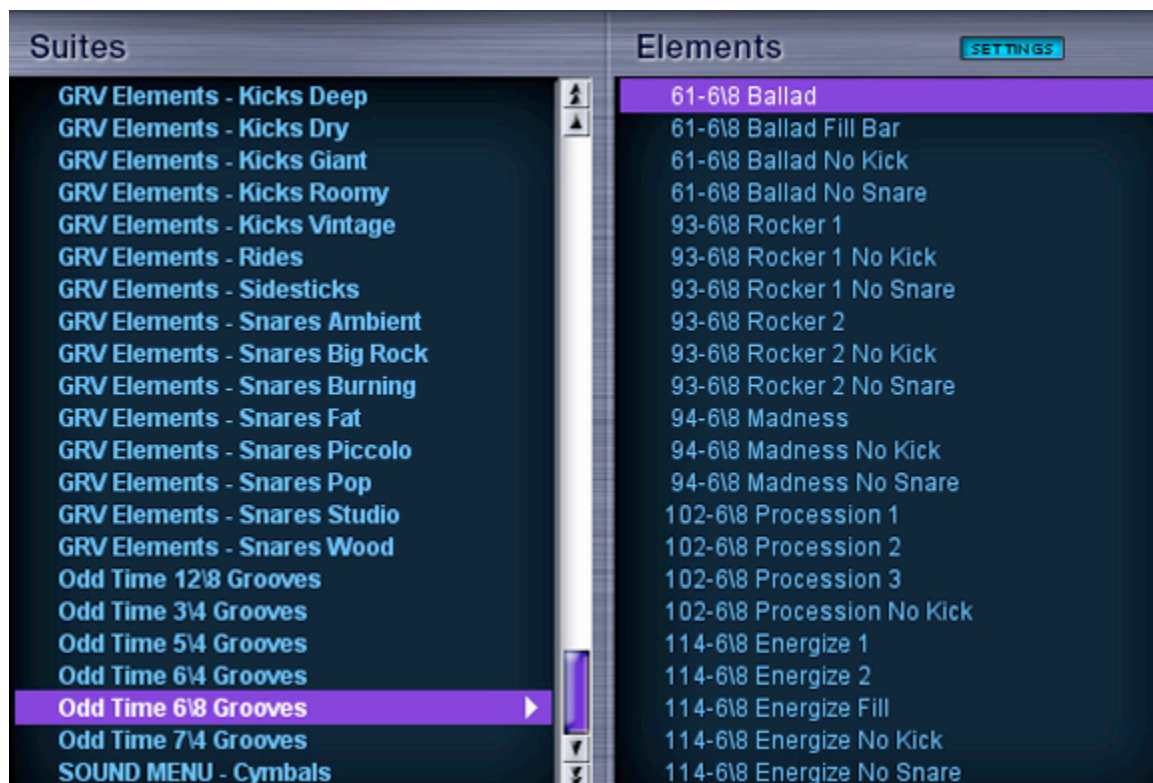 Suites
GRV Elements - Kicks Deep
GRV Elements - Kicks Dry
GRV Elements - Kicks Giant
GRV Elements - Kicks Roomy
GRV Elements - Kicks Vintage
GRV Elements - Rides
GRV Elements - Sidesticks
GRV Elements - Snares Ambient
GRV Elements - Snares Big Rock
GRV Elements - Snares Burning
GRV Elements - Snares Fat
GRV Elements - Snares Piccolo
GRV Elements - Snares Pop
GRV Elements - Snares Studio
GRV Elements - Snares Wood
Odd Time 12\8 Grooves
Odd Time 3\4 Grooves
Odd Time 5\4 Grooves
Odd Time 6\4 Grooves
Odd Time 6\8 Grooves
Odd Time 7\4 Grooves
SOUND MENU - Cymbals
Elements
SETTINGS
61-6\8 Ballad
61-6\8 Ballad Fill Bar
61-6\8 Ballad No Kick
61-6\8 Ballad No Snare
93-6\8 Rocker 1
93-6\8 Rocker 1 No Kick
93-6\8 Rocker 1 No Snare
93-6\8 Rocker 2
93-6\8 Rocker 2 No Kick
93-6\8 Rocker 2 No Snare
94-6\8 Madness
94-6\8 Madness No Kick
94-6\8 Madness No Snare
102-6\8 Procession 1
102-6\8 Procession 2
102-6\8 Procession 3
102-6\8 Procession No Kick
114-6\8 Energize 1
114-6\8 Energize 2
114-6\8 Energize Fill
114-6\8 Energize No Kick
114-6\8 Energize No Snare